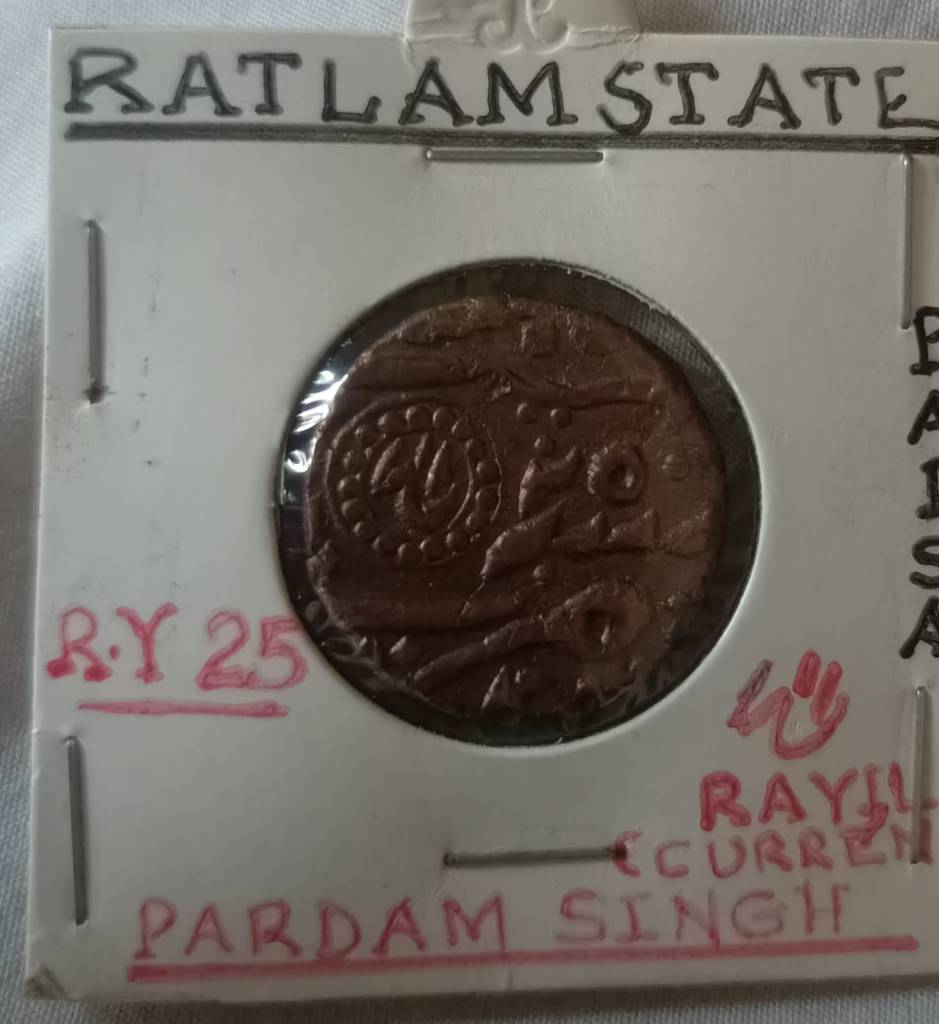 RATLAM STATE
PAISA
R.Y 25
RAYIL
(CURREN
PARDAM SINGH